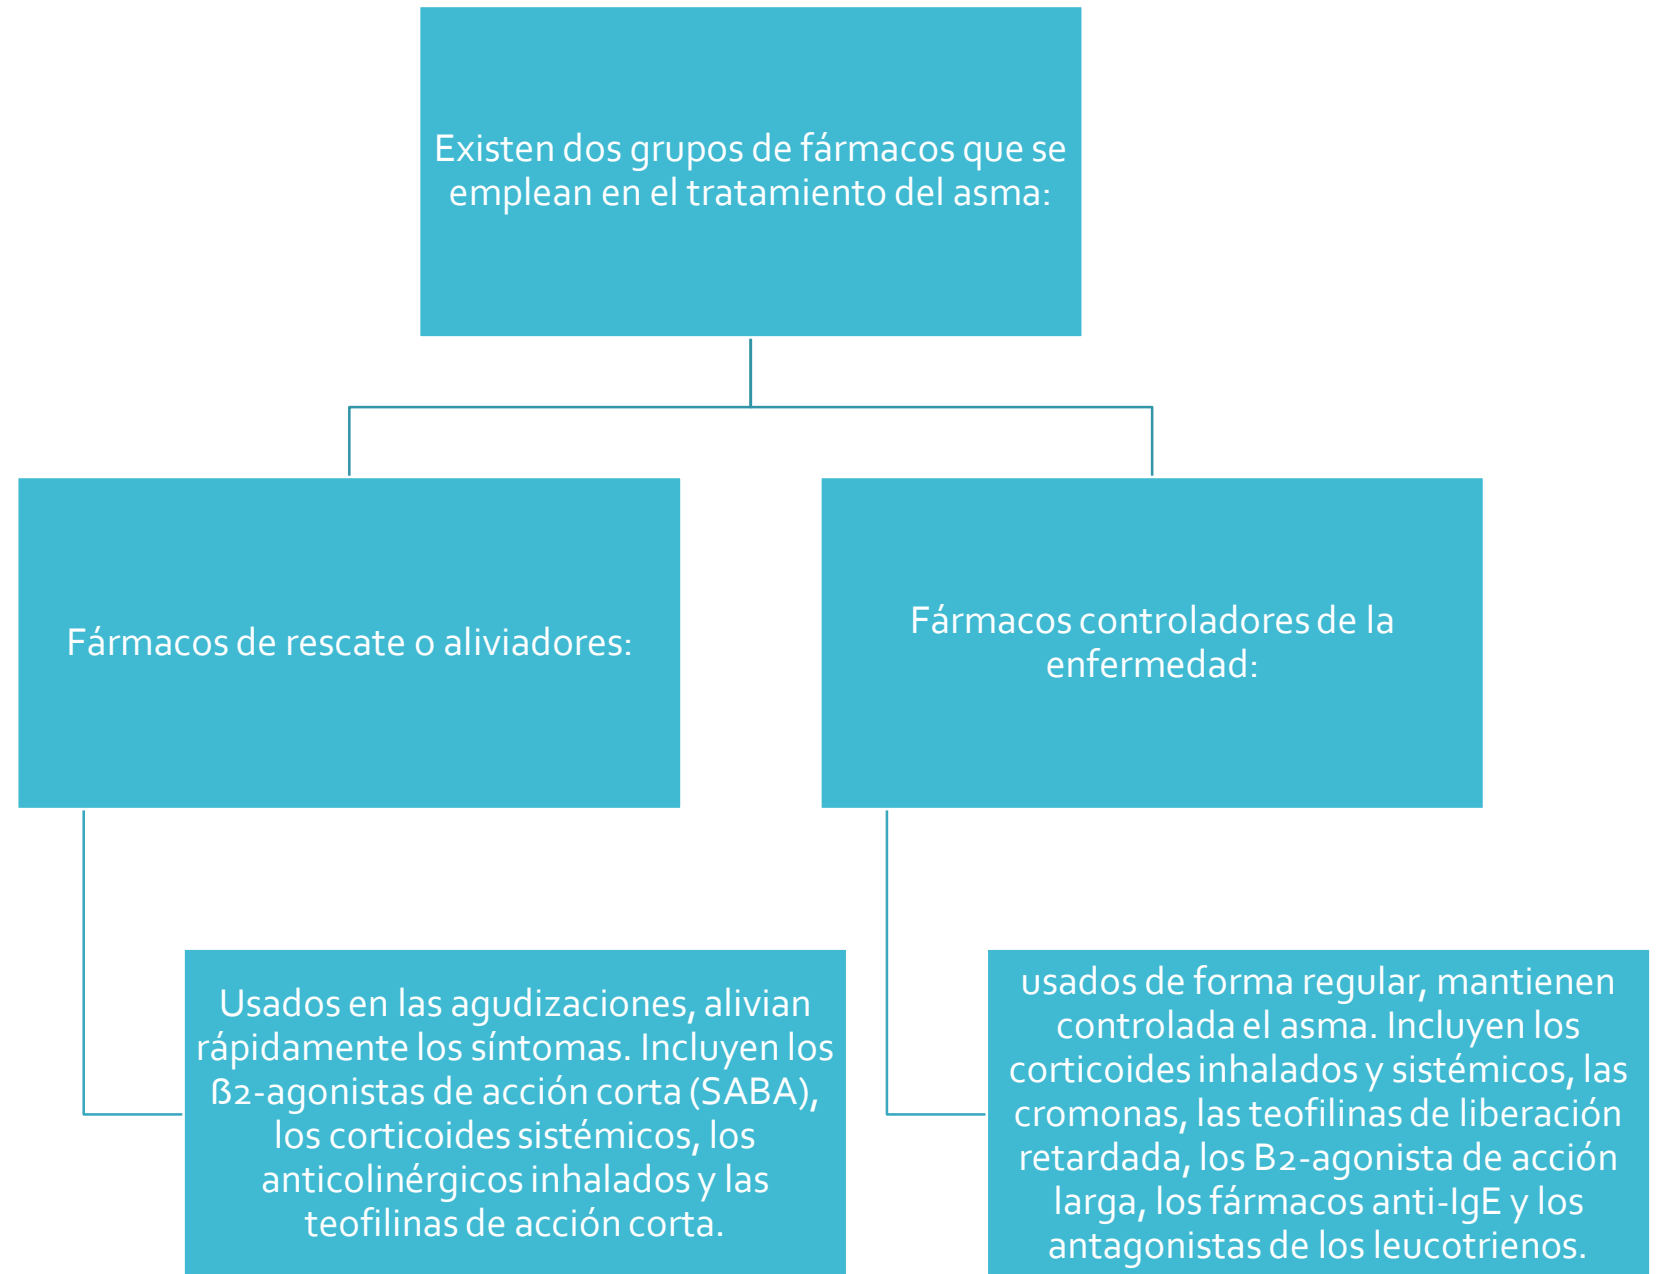 Existen dos grupos de fármacos que se
emplean en el tratamiento del asma:
Fármacos de rescate o aliviadores:
Fármacos controladores de la
enfermedad:
Usados en las agudizaciones, alivian
rápidamente los síntomas. Incluyen los
ß2-agonistas de acción corta (SABA),
los corticoides sistémicos, los
anticolinérgicos inhalados y las
teofilinas de acción corta.
usados de forma regular, mantienen
controlada el asma. Incluyen los
corticoides inhalados y sistémicos, las
cromonas, las teofilinas de liberación
retardada, los B2-agonista de acción
larga, los fármacos anti-IgE y los
antagonistas de los leucotrienos.